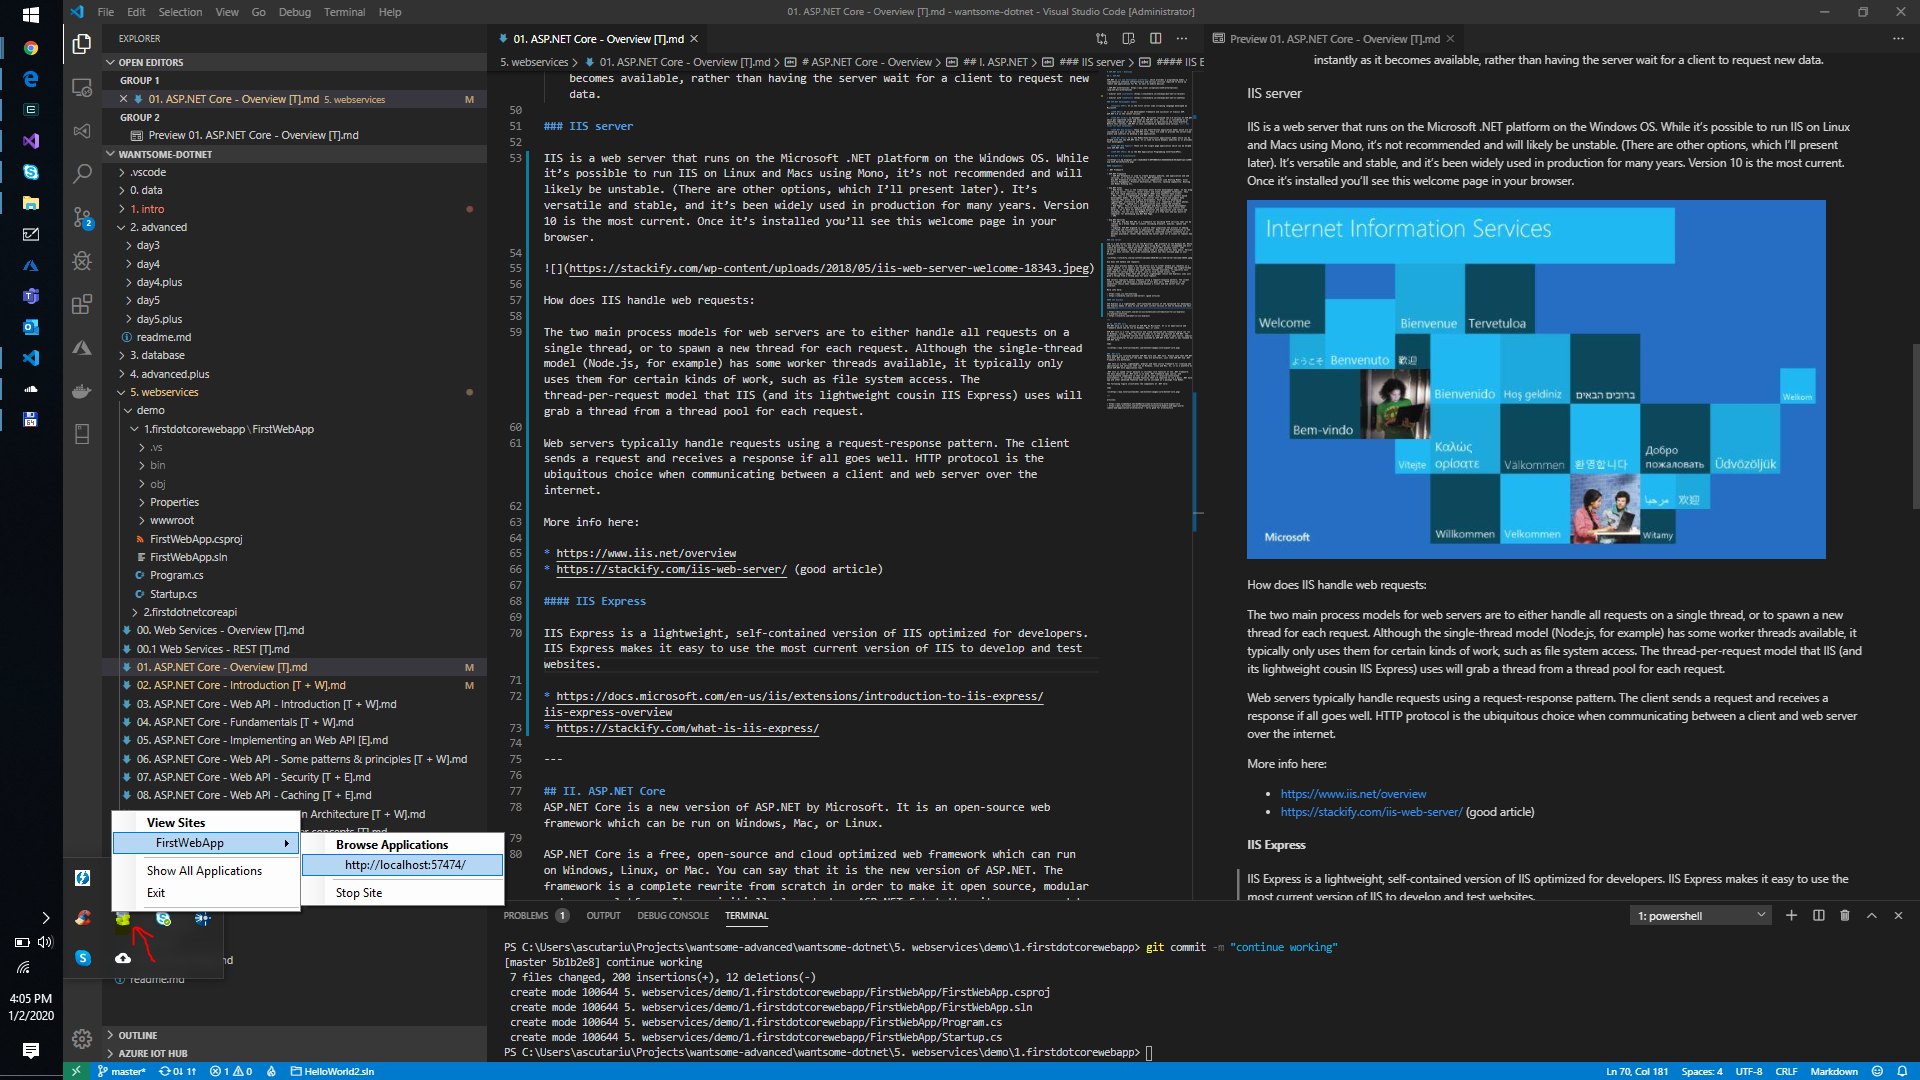 File Edit Selection View Go Debug Terminal Help
01. ASP.NET Core - Overview [T].md - wantsome-dotnet - Visual Studio Code [Administrator]
EXPLORER
OPEN EDITORS
GROUP 1
01. ASP.NET Core - Overview [T].md 5. webservices M
GROUP 2
Preview 01. ASP.NET Core - Overview [T].md
WANTSOME-DOTNET
.vscode
0. data
1. intro
2. advanced
day3
day4
day4.plus
day5
day5.plus
readme.md
3. database
4. advanced.plus
5. webservices
demo
1.firstdotcorewebapp \ FirstWebApp
.vs
bin
obj
Properties
wwwroot
FirstWebApp.csproj
FirstWebApp.sln
Program.cs
Startup.cs
2.firstdotnetcoreapi
00. Web Services - Overview [T].md
00.1 Web Services - REST [T].md
01. ASP.NET Core - Overview [T].md M
02. ASP.NET Core - Introduction [T + W].md M
03. ASP.NET Core - Web API - Introduction [T + W].md
04. ASP.NET Core - Fundamentals [T + W].md
05. ASP.NET Core - Implementing an Web API [E].md
06. ASP.NET Core - Web API - Some patterns & principles [T + W].md
07. ASP.NET Core - Web API - Security [T + E].md
08. ASP.NET Core - Web API - Caching [T + E].md
n Architecture [T + W].md
View Sites
FirstWebApp
Show All Applications
Exit
Browse Applications
http://localhost:57474/
Stop Site
readme.md
OUTLINE
AZURE IOT HUB
2
4:05 PM
1/2/2020
01. ASP.NET Core - Overview [T].md
5. webservices > 01. ASP.NET Core - Overview [T].md > # ASP.NET Core - Overview > ## I. ASP.NET > ### IIS server > #### IIS E
becomes available, rather than having the server wait for a client to request new
data.
50
51 ### IIS server
52
53 IIS is a web server that runs on the Microsoft .NET platform on the Windows OS. While
it's possible to run IIS on Linux and Macs using Mono, it's not recommended and will
likely be unstable. (There are other options, which I'll present later). It's
versatile and stable, and it's been widely used in production for many years. Version
10 is the most current. Once it's installed you'll see this welcome page in your
browser.
54
55 ![](https://stackify.com/wp-content/uploads/2018/05/iis-web-server-welcome-18343.jpeg)
56
57 How does IIS handle web requests:
58
59 The two main process models for web servers are to either handle all requests on a
single thread, or to spawn a new thread for each request. Although the single-thread
model (Node.js, for example) has some worker threads available, it typically only
uses them for certain kinds of work, such as file system access. The
thread-per-request model that IIS (and its lightweight cousin IIS Express) uses will
grab a thread from a thread pool for each request.
60
61 Web servers typically handle requests using a request-response pattern. The client
sends a request and receives a response if all goes well. HTTP protocol is the
ubiquitous choice when communicating between a client and web server over the
internet.
62
63 More info here:
64
65 * https://www.iis.net/overview
66 * https://stackify.com/iis-web-server/ (good article)
67
68 #### IIS Express
69
70 IIS Express is a lightweight, self-contained version of IIS optimized for developers.
IIS Express makes it easy to use the most current version of IIS to develop and test
websites.
71
72 * https://docs.microsoft.com/en-us/iis/extensions/introduction-to-iis-express/
iis-express-overview
73 * https://stackify.com/what-is-iis-express/
74
75 ---
76
77 ## II. ASP.NET Core
78 ASP.NET Core is a new version of ASP.NET by Microsoft. It is an open-source web
framework which can be run on Windows, Mac, or Linux.
79
80 ASP.NET Core is a free, open-source and cloud optimized web framework which can run
on Windows, Linux, or Mac. You can say that it is the new version of ASP.NET. The
framework is a complete rewrite from scratch in order to make it open source, modular
Preview 01. ASP.NET Core - Overview [T].md
instantly as it becomes available, rather than having the server wait for a client to request new data.
IIS server
IIS is a web server that runs on the Microsoft .NET platform on the Windows OS. While it's possible to run IIS on Linux
and Macs using Mono, it's not recommended and will likely be unstable. (There are other options, which I'll present
later). It's versatile and stable, and it's been widely used in production for many years. Version 10 is the most current.
Once it's installed you'll see this welcome page in your browser.
Internet Information Services
Welcome
Bienvenue
Tervetuloa
ようこそ
Benvenuto
歡迎
Bienvenido
Hoş geldiniz
ברוכים הבאים
Welkom
Bem-vindo
Vítejte
Καλώς
ορίσατε
Välkommen
환영합니다
Добро
пожаловать
Üdvözöljük
مرحبا
欢迎
Microsoft
Willkommen
Velkommen
Witamy
How does IIS handle web requests:
The two main process models for web servers are to either handle all requests on a single thread, or to spawn a new
thread for each request. Although the single-thread model (Node.js, for example) has some worker threads available, it
typically only uses them for certain kinds of work, such as file system access. The thread-per-request model that IIS (and
its lightweight cousin IIS Express) uses will grab a thread from a thread pool for each request.
Web servers typically handle requests using a request-response pattern. The client sends a request and receives a
response if all goes well. HTTP protocol is the ubiquitous choice when communicating between a client and web server
over the internet.
More info here:
https://www.iis.net/overview
https://stackify.com/iis-web-server/ (good article)
IIS Express
IIS Express is a lightweight, self-contained version of IIS optimized for developers. IIS Express makes it easy to use the
most current version of IIS to develop and test websites.
PROBLEMS 1 OUTPUT DEBUG CONSOLE TERMINAL
1: powershell
PS C:\Users\ascutariu\Projects\wantsome-advanced\wantsome-dotnet\5. webservices\demo\1.firstdotcorewebapp> git commit -m "continue working"
[master 5b1b2e8] continue working
7 files changed, 200 insertions(+), 12 deletions(-)
create mode 100644 5. webservices/demo/1.firstdotcorewebapp/FirstWebApp/FirstWebApp.csproj
create mode 100644 5. webservices/demo/1.firstdotcorewebapp/FirstWebApp/FirstWebApp.sln
create mode 100644 5. webservices/demo/1.firstdotcorewebapp/FirstWebApp/Program.cs
create mode 100644 5. webservices/demo/1.firstdotcorewebapp/FirstWebApp/Startup.cs
PS C:\Users\ascutariu\Projects\wantsome-advanced\wantsome-dotnet\5. webservices\demo\1.firstdotcorewebapp>
master* 0↓ 1↑ 1 0 HelloWorld2.sln
Ln 70, Col 181 Spaces: 4 UTF-8 CRLF Markdown